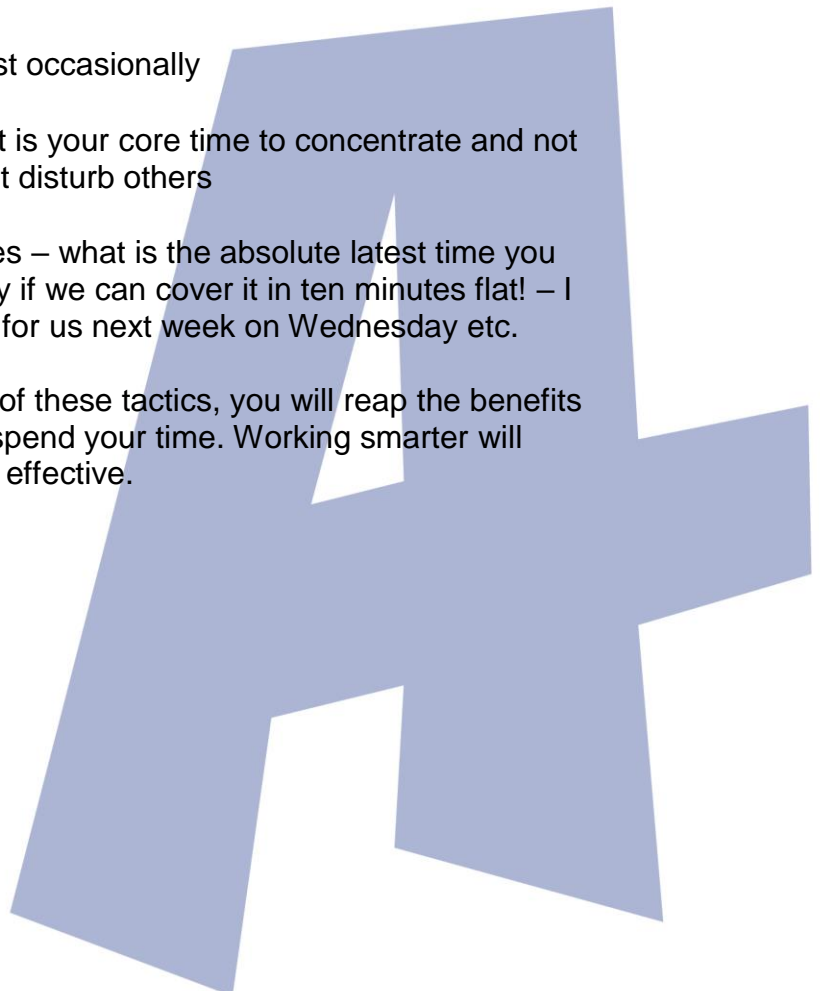 st occasionally
t is your core time to concentrate and not
t disturb others
es – what is the absolute latest time you
y if we can cover it in ten minutes flat! – I
for us next week on Wednesday etc.
of these tactics, you will reap the benefits
spend your time. Working smarter will
effective.